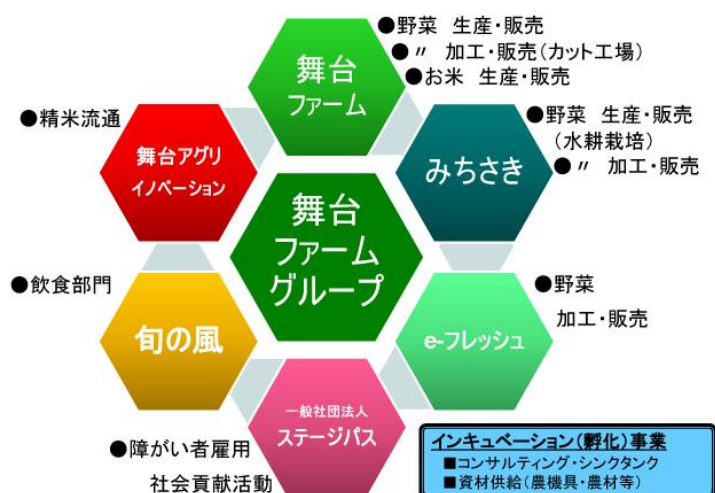 舞台
ファーム
●野菜 生産・販売
●〃 加工・販売(カット工場)
●お米 生産・販売
みちさき
●野菜 生産・販売
(水耕栽培)
●〃 加工・販売
e-フレッシュ
●野菜
加工・販売
一般社団法人
ステージパス
●障がい者雇用
社会貢献活動
旬の風
●飲食部門
舞台アグリ
イノベーション
●精米流通
舞台
ファーム
グループ
インキュベーション(孵化)事業
■コンサルティング・シンクタンク
■資材供給(農機具・農材等)